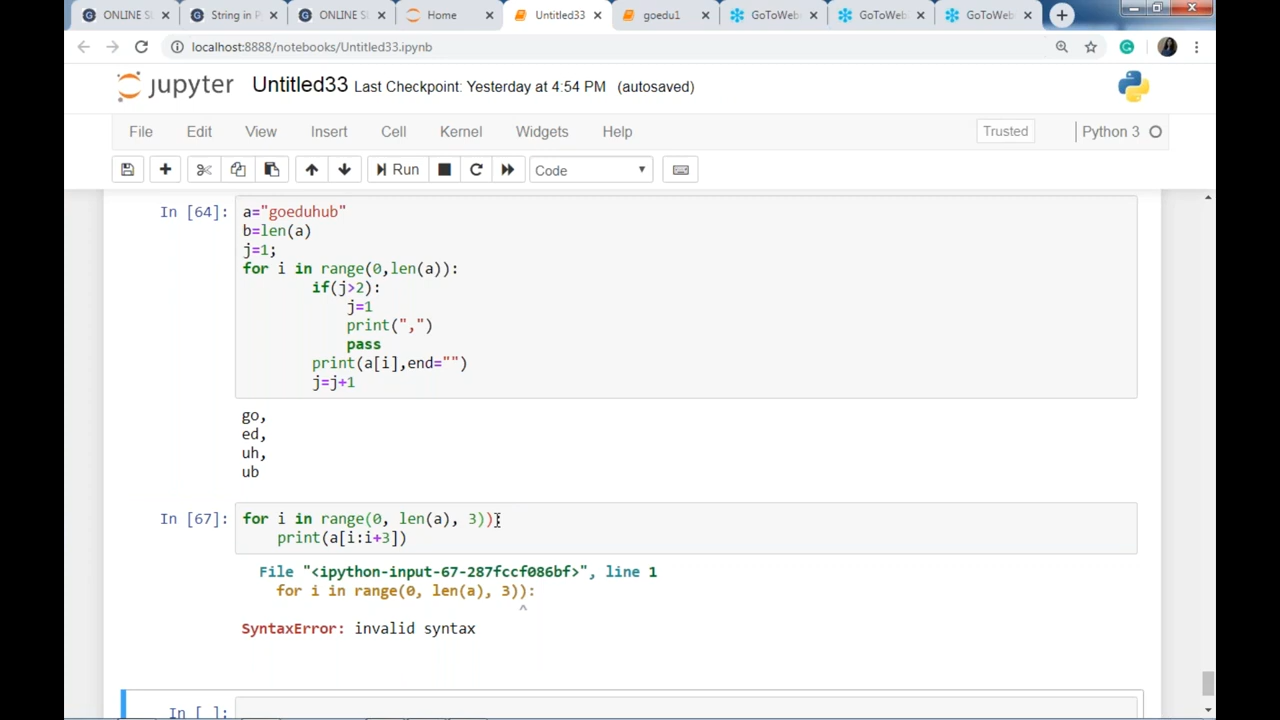 ONLINE SU
String in P
ONLINE SU
Home
Untitled33
goedu1
GoToWeb
GoToWeb
GoToWeb
localhost:8888/notebooks/Untitled33.ipynb
jupyter Untitled33 Last Checkpoint: Yesterday at 4:54 PM (autosaved)
File Edit View Insert Cell Kernel Widgets Help Trusted Python 3
Run Code
In [64]: a="goeduhub"
b=len(a)
j=1;
for i in range(0,len(a)):
if(j>2):
j=1
print(",")
pass
print(a[i],end="")
j=j+1
go,
ed,
uh,
ub
In [67]: for i in range(0, len(a), 3)):
print(a[i:i+3])
File "<ipython-input-67-287fccf086bf>", line 1
for i in range(0, len(a), 3)):
^
SyntaxError: invalid syntax
In [ ]: